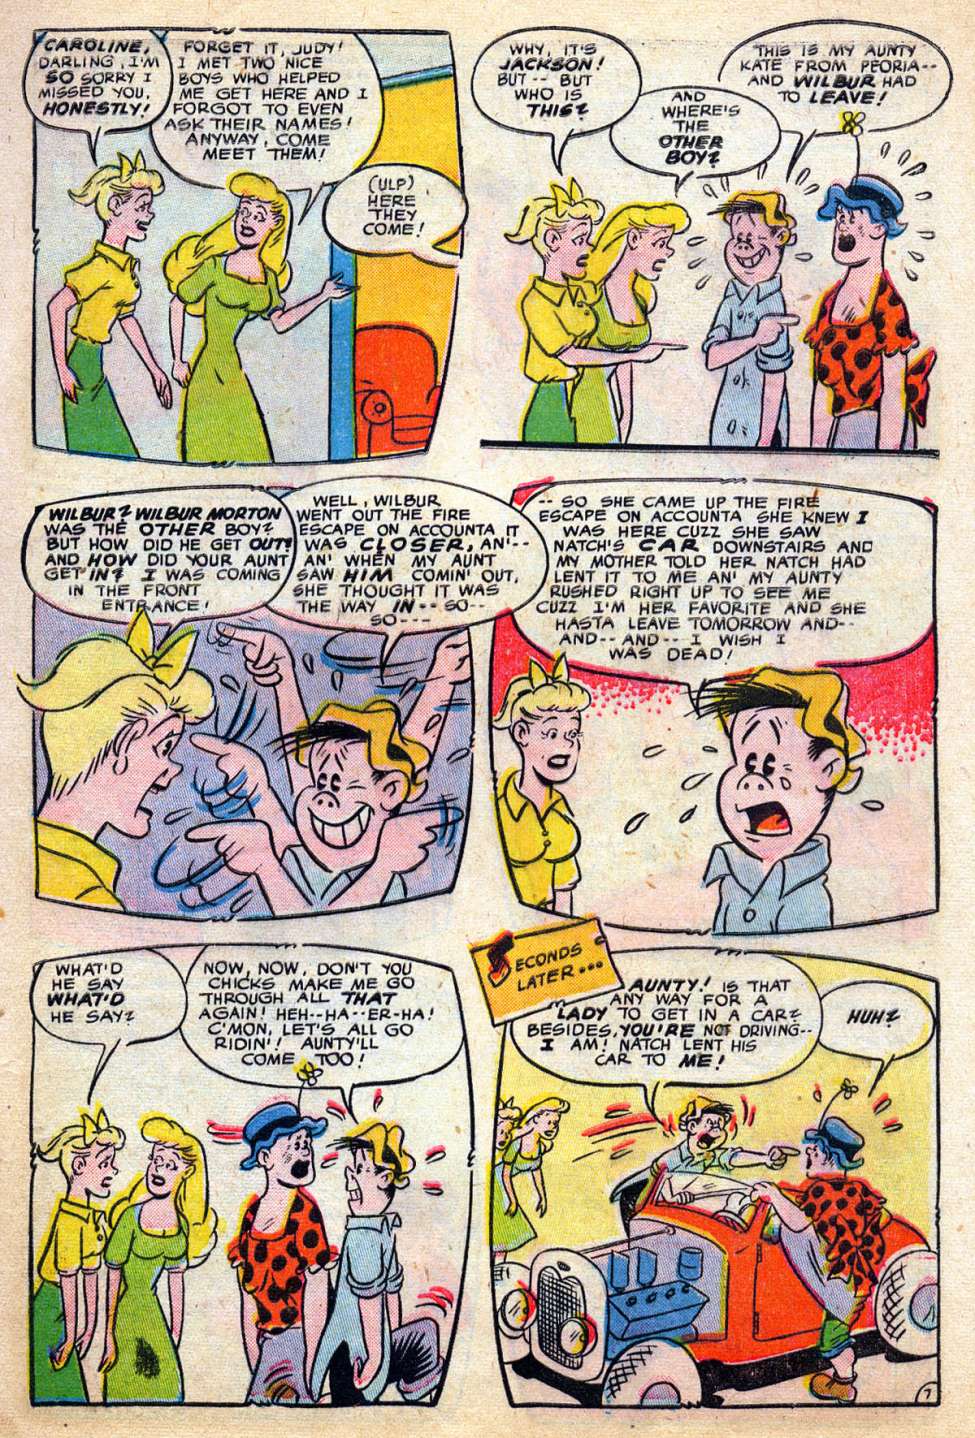 CAROLINE,
DARLING, I'M
SO SORRY I
MISSED YOU,
HONESTLY!
FORGET IT, JUDY!
I MET TWO NICE
BOYS WHO HELPED
ME GET HERE AND I
FORGOT TO EVEN
ASK THEIR NAMES!
ANYWAY, COME
MEET THEM!
(ULP)
HERE
THEY
COME!
WHY, IT'S
JACKSON!
BUT -- BUT
WHO IS
THIS?
AND
WHERE'S
THE
OTHER
BOY?
THIS IS MY AUNTY
KATE FROM PEORIA--
AND WILBUR HAD
TO LEAVE!
WILBUR? WILBUR MORTON
WAS THE OTHER BOY?
BUT HOW DID HE GET OUT?
AND HOW DID YOUR AUNT
GET IN? I WAS COMING
IN THE FRONT
ENTRANCE!
WELL, WILBUR
WENT OUT THE FIRE
ESCAPE ON ACCOUNTA IT
WAS CLOSER, AN'--
AN' WHEN MY AUNT
SAW HIM COMIN' OUT,
SHE THOUGHT IT WAS
THE WAY IN -- SO--
SO---
-- SO SHE CAME UP THE FIRE
ESCAPE ON ACCOUNTA SHE KNEW I
WAS HERE CUZZ SHE SAW
NATCH'S CAR DOWNSTAIRS AND
MY MOTHER TOLD HER NATCH HAD
LENT IT TO ME AN' MY AUNTY
RUSHED RIGHT UP TO SEE ME
CUZZ I'M HER FAVORITE AND SHE
HASTA LEAVE TOMORROW AND--
AND-- AND-- I WISH I
WAS DEAD!
WHAT'D
HE SAY
WHAT'D
HE SAY?
NOW, NOW, DON'T YOU
CHICKS MAKE ME GO
THROUGH ALL THAT
AGAIN! HEH--HA--ER-HA!
C'MON, LET'S ALL GO
RIDIN'! AUNTY'LL
COME TOO!
SECONDS
LATER...
AUNTY! IS THAT
ANY WAY FOR A
LADY TO GET IN A CAR?
BESIDES, YOU'RE NOT DRIVING--
I AM! NATCH LENT HIS
CAR TO ME!
HUH?
7